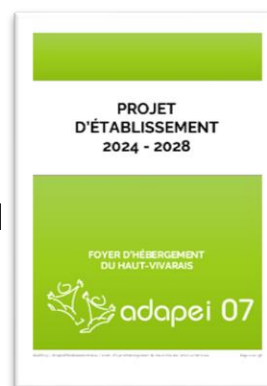 PROJET
D'ÉTABLISSEMENT
2024 - 2028
FOYER D'HÉBERGEMENT
DU HAUT-VIVARAIS
adapei 07